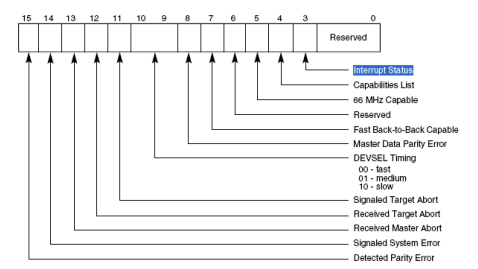 15 14 13 12 11 10 9 8 7 6 5 4 3 0
Reserved
Interrupt Status
Capabilities List
66 MHz Capable
Reserved
Fast Back-to-Back Capable
Master Data Parity Error
DEVSEL Timing
00 - fast
01 - medium
10 - slow
Signaled Target Abort
Received Target Abort
Received Master Abort
Signaled System Error
Detected Parity Error